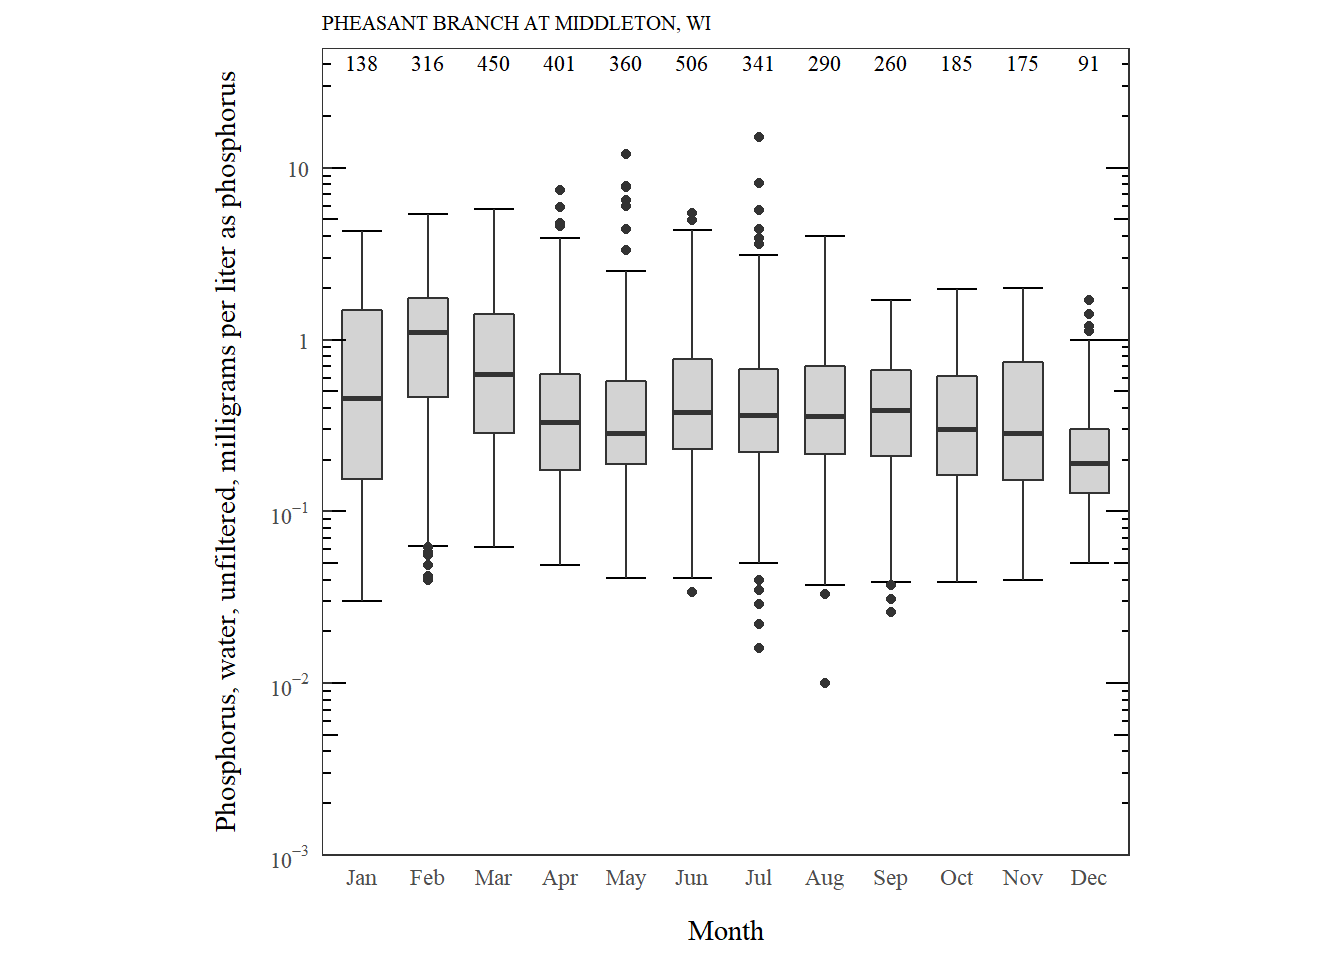 PHEASANT BRANCH AT MIDDLETON, WI
138 316 450 401 360 506 341 290 260 185 175 91
Phosphorus, water, unfiltered, milligrams per liter as phosphorus
10
1
10⁻¹
10⁻²
10⁻³
Jan Feb Mar Apr May Jun Jul Aug Sep Oct Nov Dec
Month